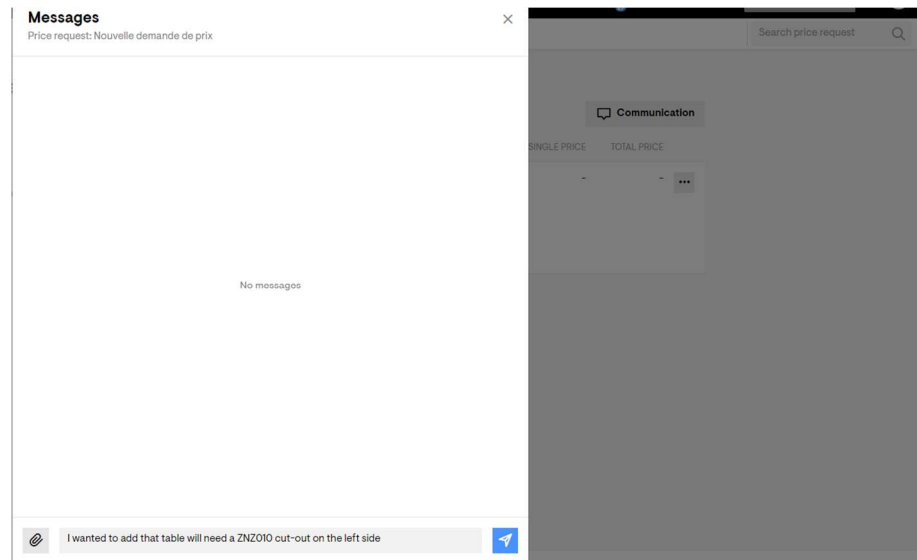 Messages
Price request: Nouvelle demande de prix
Search price request
Communication
SINGLE PRICE TOTAL PRICE
- -
No messages
I wanted to add that table will need a ZNZ010 cut-out on the left side